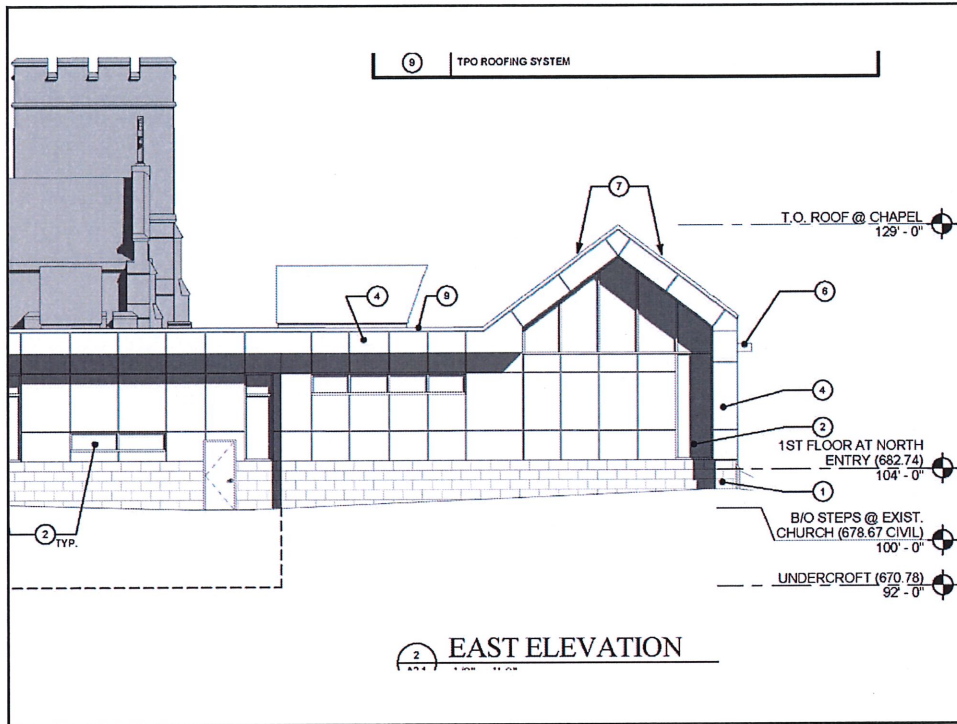 9 TPO ROOFING SYSTEM
7
T.O. ROOF @ CHAPEL
129' - 0"
6
4
9
4
2
1ST FLOOR AT NORTH
ENTRY (682.74)
104' - 0"
2
1
2 TYP.
B/O STEPS @ EXIST.
CHURCH (678.67 CIVIL)
100' - 0"
UNDERCROFT (670.78)
92' - 0"
2 EAST ELEVATION